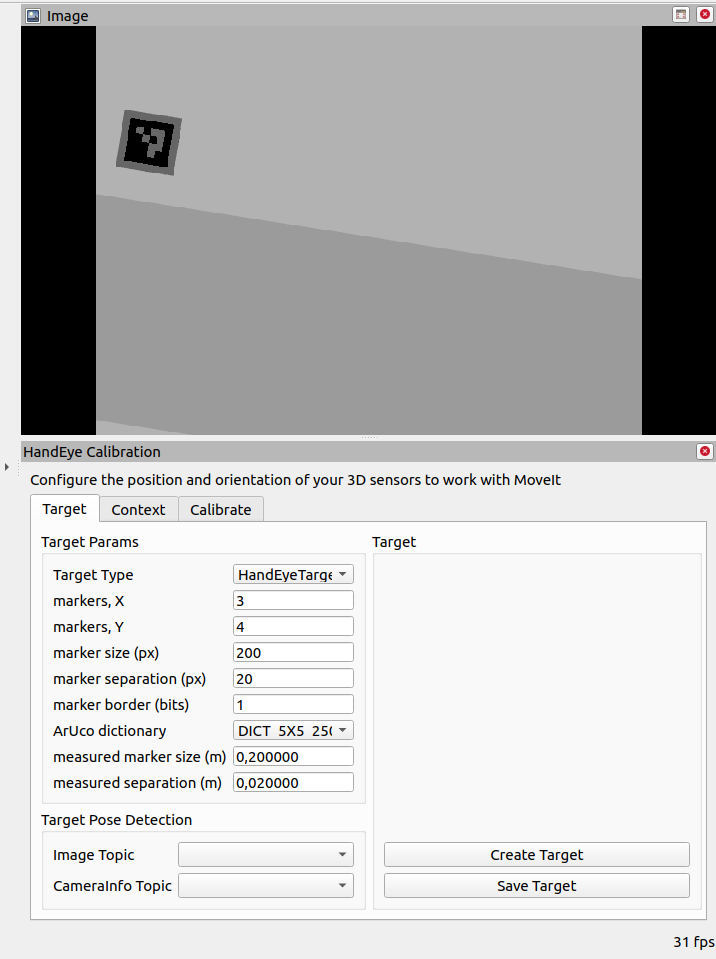 Image
HandEye Calibration
Configure the position and orientation of your 3D sensors to work with MoveIt
Target Context Calibrate
Target Params
Target Type HandEyeTarge
markers, X 3
markers, Y 4
marker size (px) 200
marker separation (px) 20
marker border (bits) 1
ArUco dictionary DICT_5X5_250
measured marker size (m) 0,200000
measured separation (m) 0,020000
Target Pose Detection
Image Topic
CameraInfo Topic
Target
Create Target
Save Target
31 fps